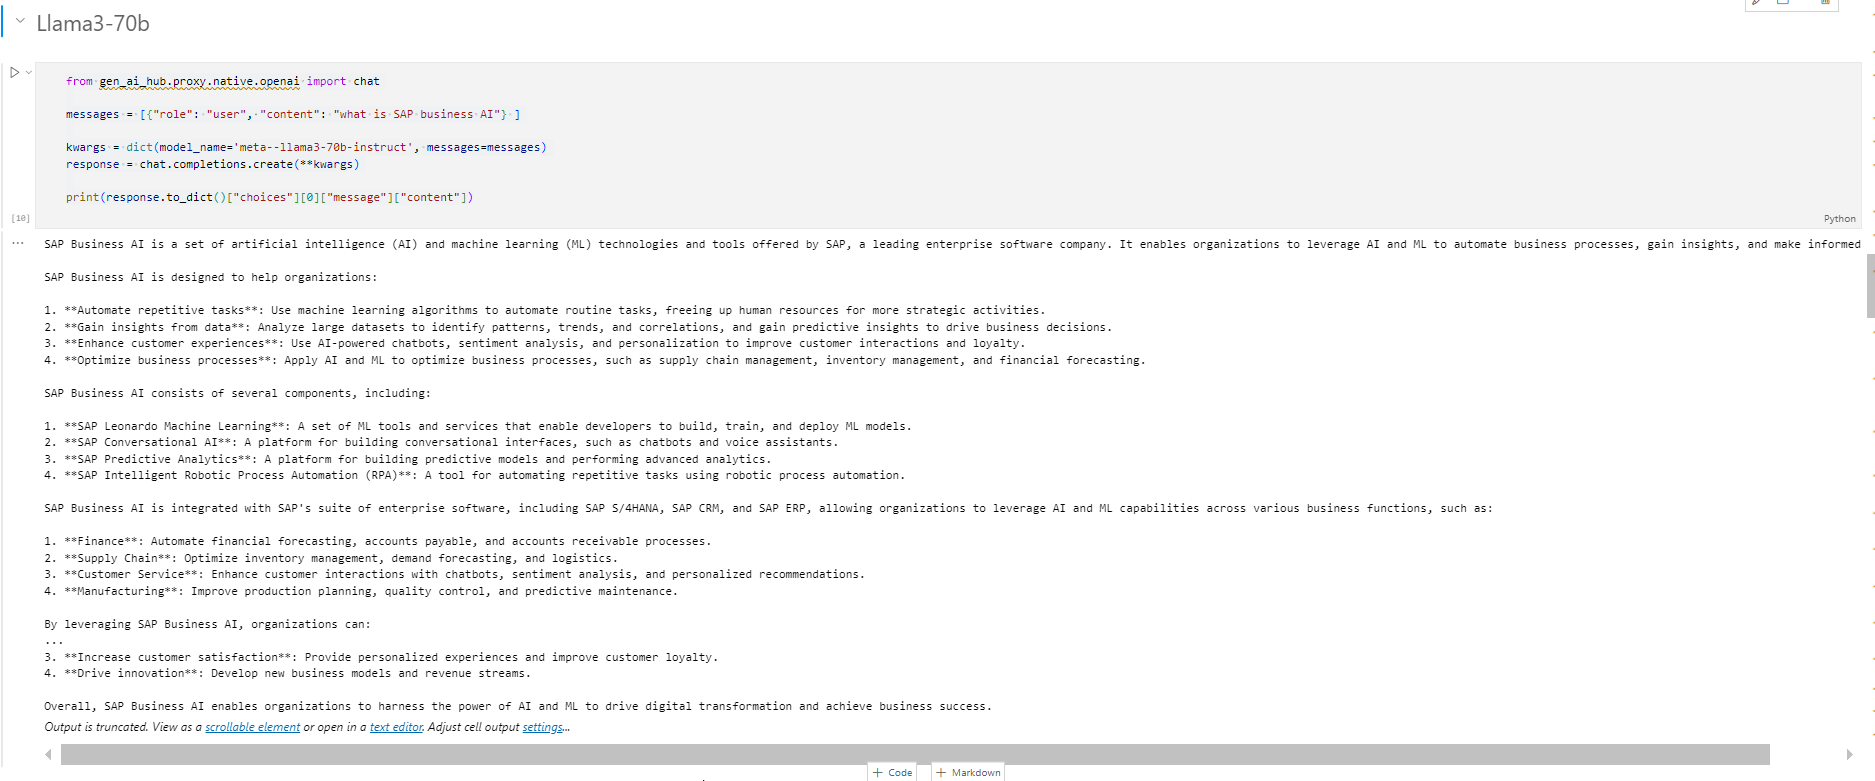 Llama3-70b
from gen_ai_hub.proxy.native.openai import chat
messages = [{"role": "user", "content": "what is SAP business AI"} ]
kwargs = dict(model_name='meta--llama3-70b-instruct', messages=messages)
response = chat.completions.create(**kwargs)
print(response.to_dict()["choices"][0]["message"]["content"])
[10]
Python
...
SAP Business AI is a set of artificial intelligence (AI) and machine learning (ML) technologies and tools offered by SAP, a leading enterprise software company. It enables organizations to leverage AI and ML to automate business processes, gain insights, and make informed
SAP Business AI is designed to help organizations:
1. **Automate repetitive tasks**: Use machine learning algorithms to automate routine tasks, freeing up human resources for more strategic activities.
2. **Gain insights from data**: Analyze large datasets to identify patterns, trends, and correlations, and gain predictive insights to drive business decisions.
3. **Enhance customer experiences**: Use AI-powered chatbots, sentiment analysis, and personalization to improve customer interactions and loyalty.
4. **Optimize business processes**: Apply AI and ML to optimize business processes, such as supply chain management, inventory management, and financial forecasting.
SAP Business AI consists of several components, including:
1. **SAP Leonardo Machine Learning**: A set of ML tools and services that enable developers to build, train, and deploy ML models.
2. **SAP Conversational AI**: A platform for building conversational interfaces, such as chatbots and voice assistants.
3. **SAP Predictive Analytics**: A platform for building predictive models and performing advanced analytics.
4. **SAP Intelligent Robotic Process Automation (RPA)**: A tool for automating repetitive tasks using robotic process automation.
SAP Business AI is integrated with SAP's suite of enterprise software, including SAP S/4HANA, SAP CRM, and SAP ERP, allowing organizations to leverage AI and ML capabilities across various business functions, such as:
1. **Finance**: Automate financial forecasting, accounts payable, and accounts receivable processes.
2. **Supply Chain**: Optimize inventory management, demand forecasting, and logistics.
3. **Customer Service**: Enhance customer interactions with chatbots, sentiment analysis, and personalized recommendations.
4. **Manufacturing**: Improve production planning, quality control, and predictive maintenance.
By leveraging SAP Business AI, organizations can:
...
3. **Increase customer satisfaction**: Provide personalized experiences and improve customer loyalty.
4. **Drive innovation**: Develop new business models and revenue streams.
Overall, SAP Business AI enables organizations to harness the power of AI and ML to drive digital transformation and achieve business success.
Output is truncated. View as a scrollable element or open in a text editor. Adjust cell output settings...
+ Code + Markdown